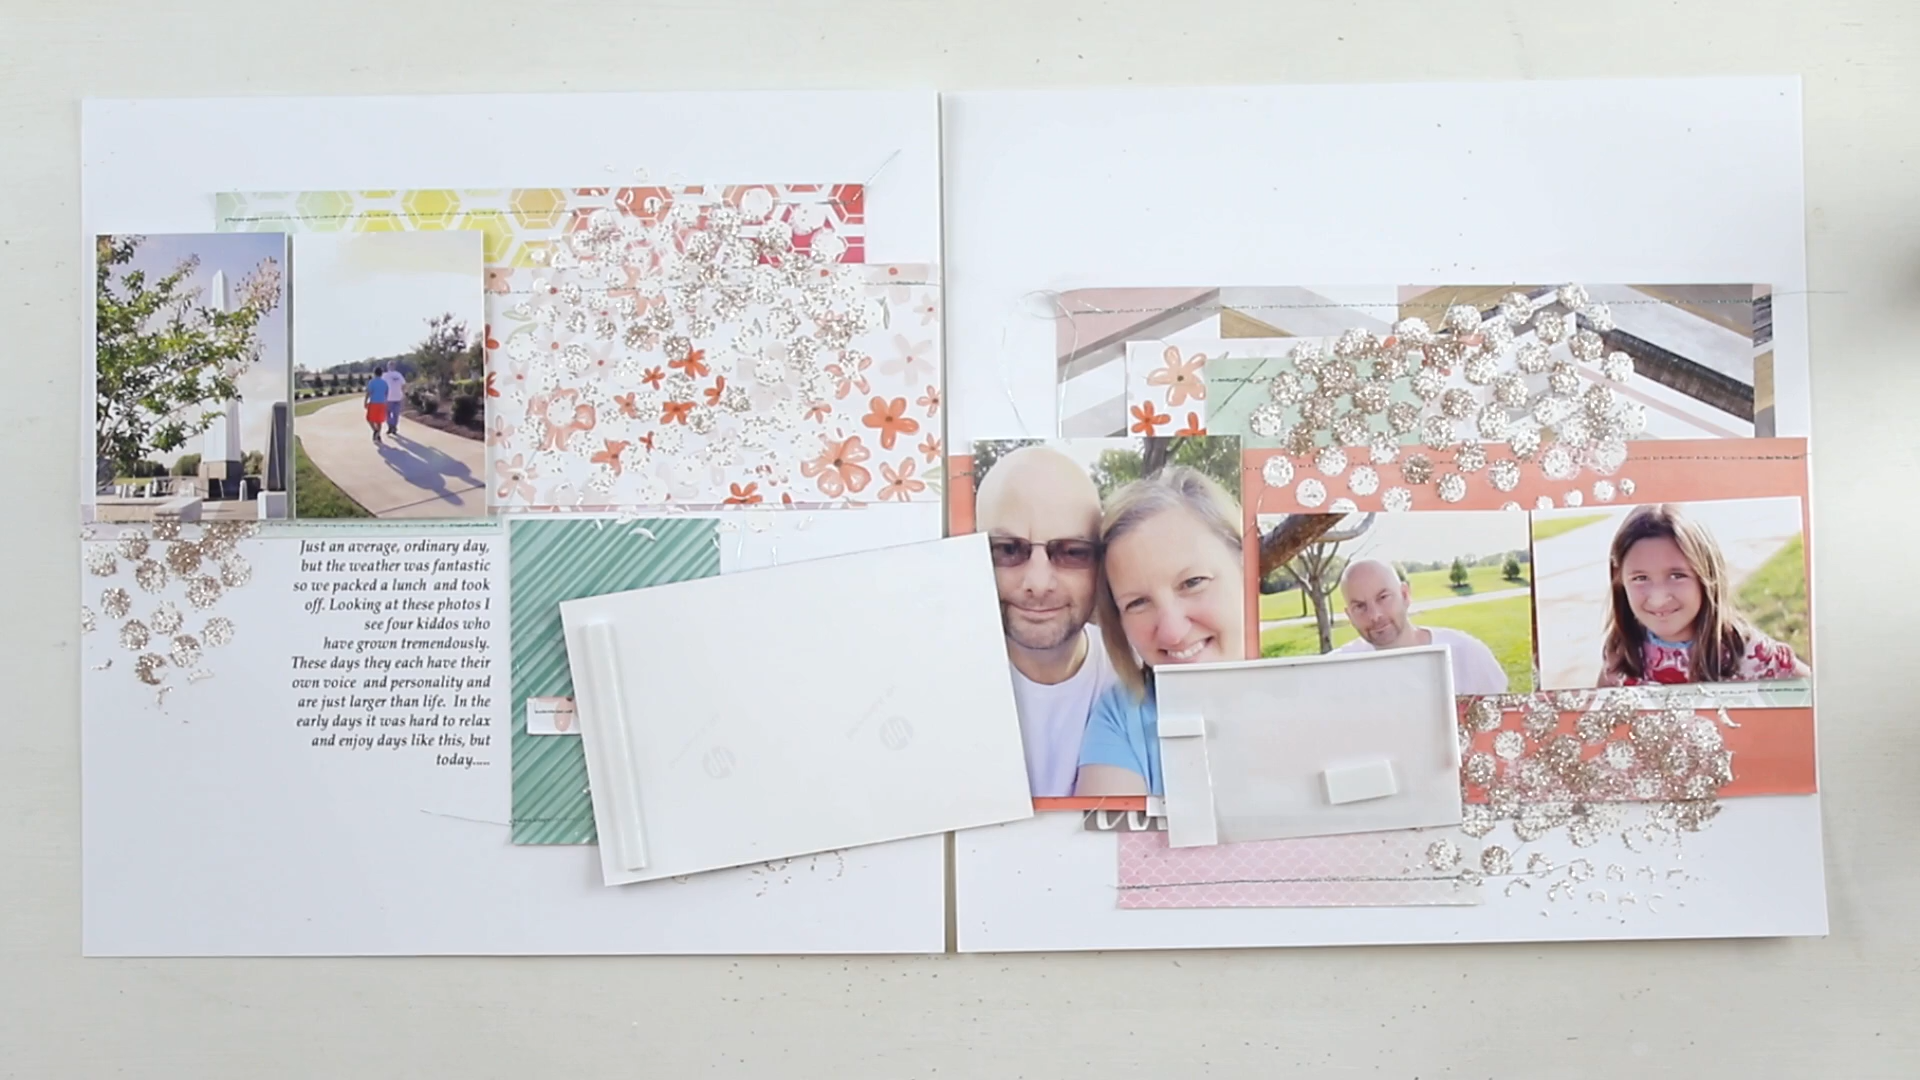 Just an average, ordinary day,
but the weather was fantastic
so we packed a lunch and took
off. Looking at these photos I
see four kiddos who
have grown tremendously.
These days they each have their
own voice and personality and
are just larger than life. In the
early days it was hard to relax
and enjoy days like this, but
today.....